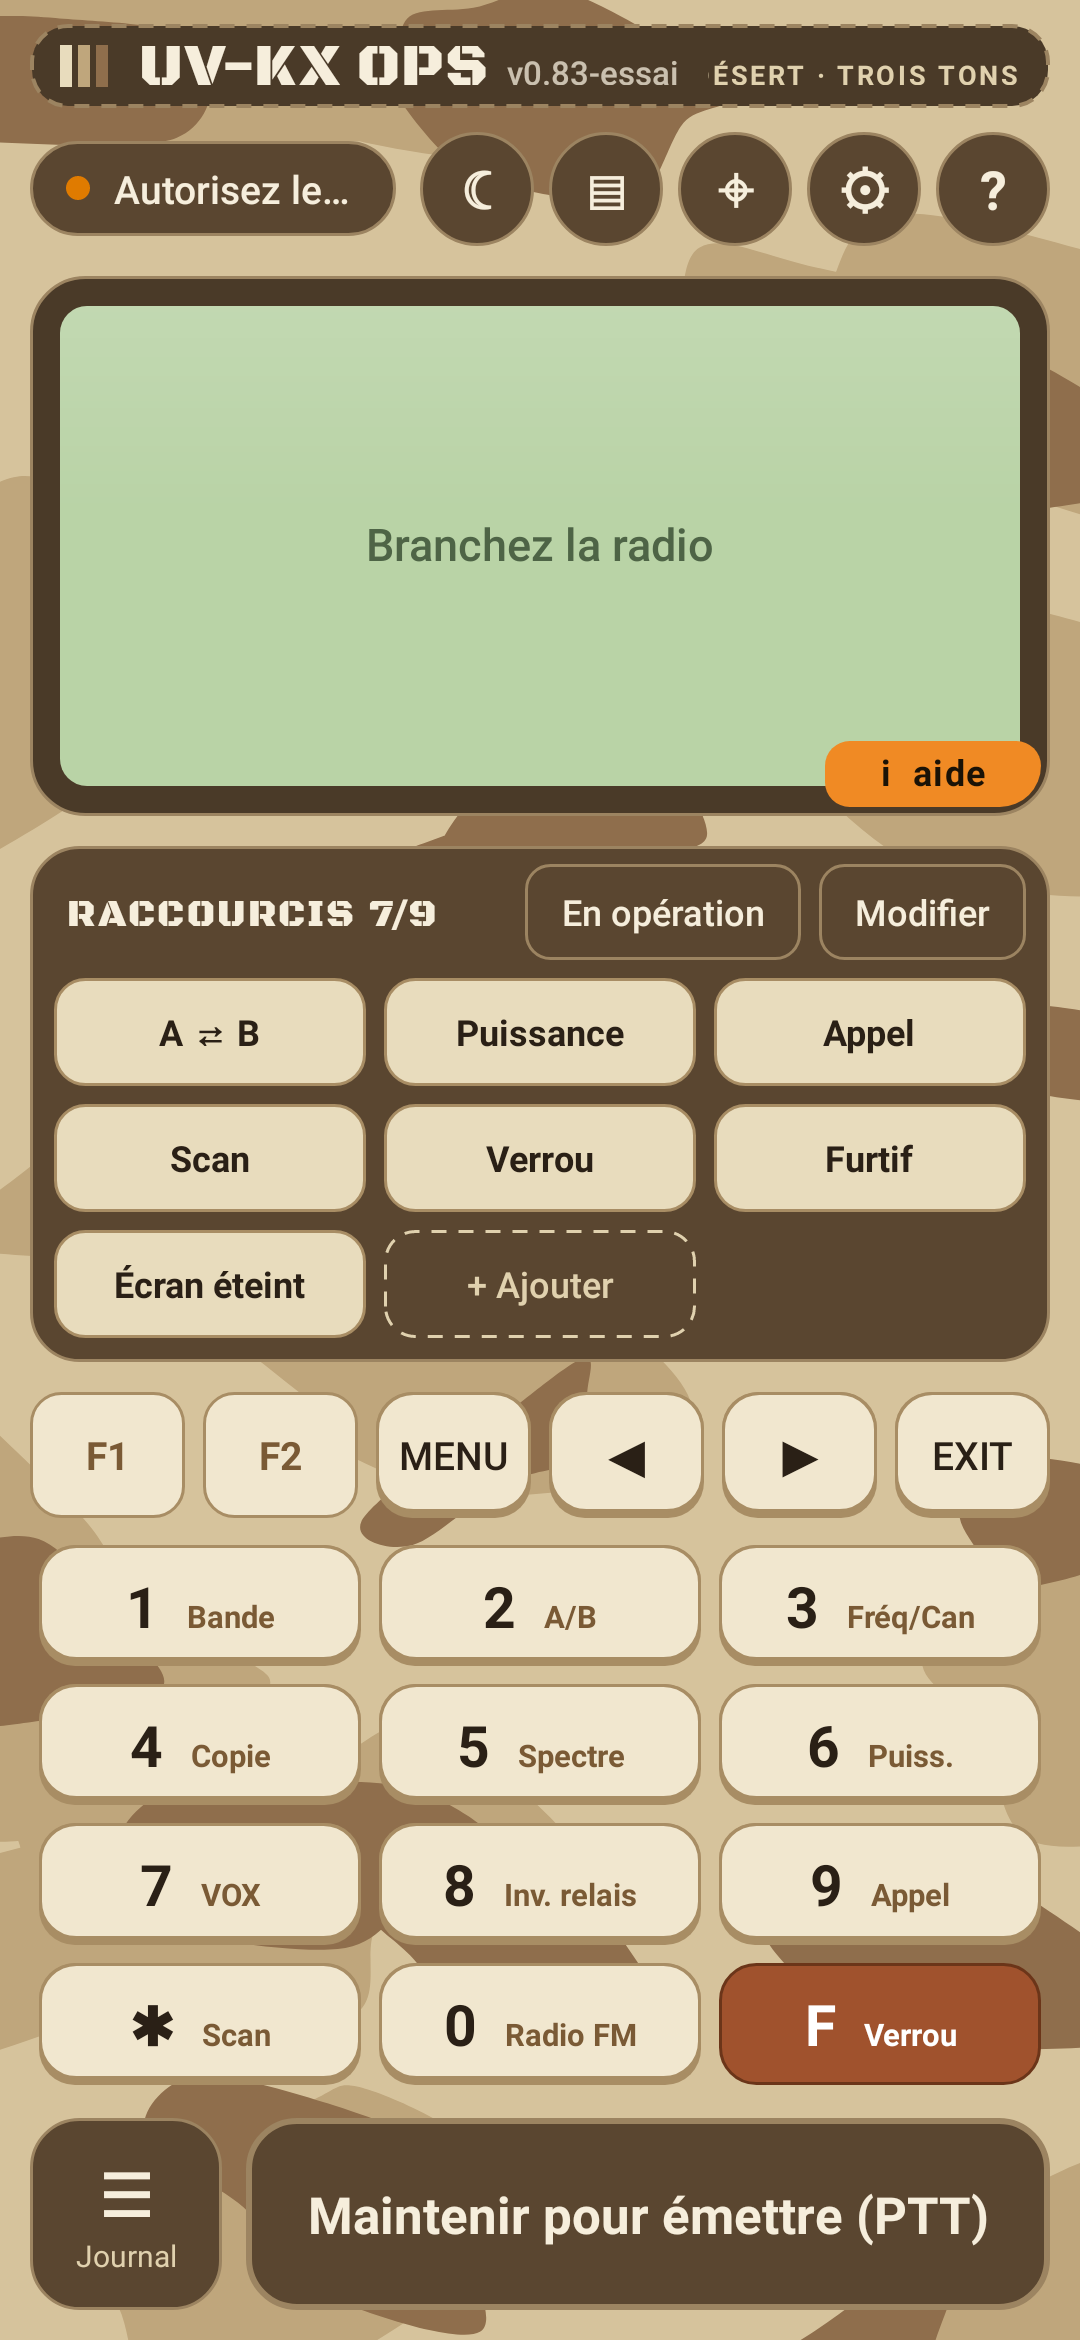 UV-KX OPS v0.83-essai ÉSERT · TROIS TONS
Autorisez le... ?
Branchez la radio
i aide
RACCOURCIS 7/9 En opération Modifier
A ⇄ B Puissance Appel
Scan Verrou Furtif
Écran éteint + Ajouter
F1 F2 MENU ◀ ▶ EXIT
1 Bande 2 A/B 3 Fréq/Can
4 Copie 5 Spectre 6 Puiss.
7 VOX 8 Inv. relais 9 Appel
✱ Scan 0 Radio FM F Verrou
Journal Maintenir pour émettre (PTT)